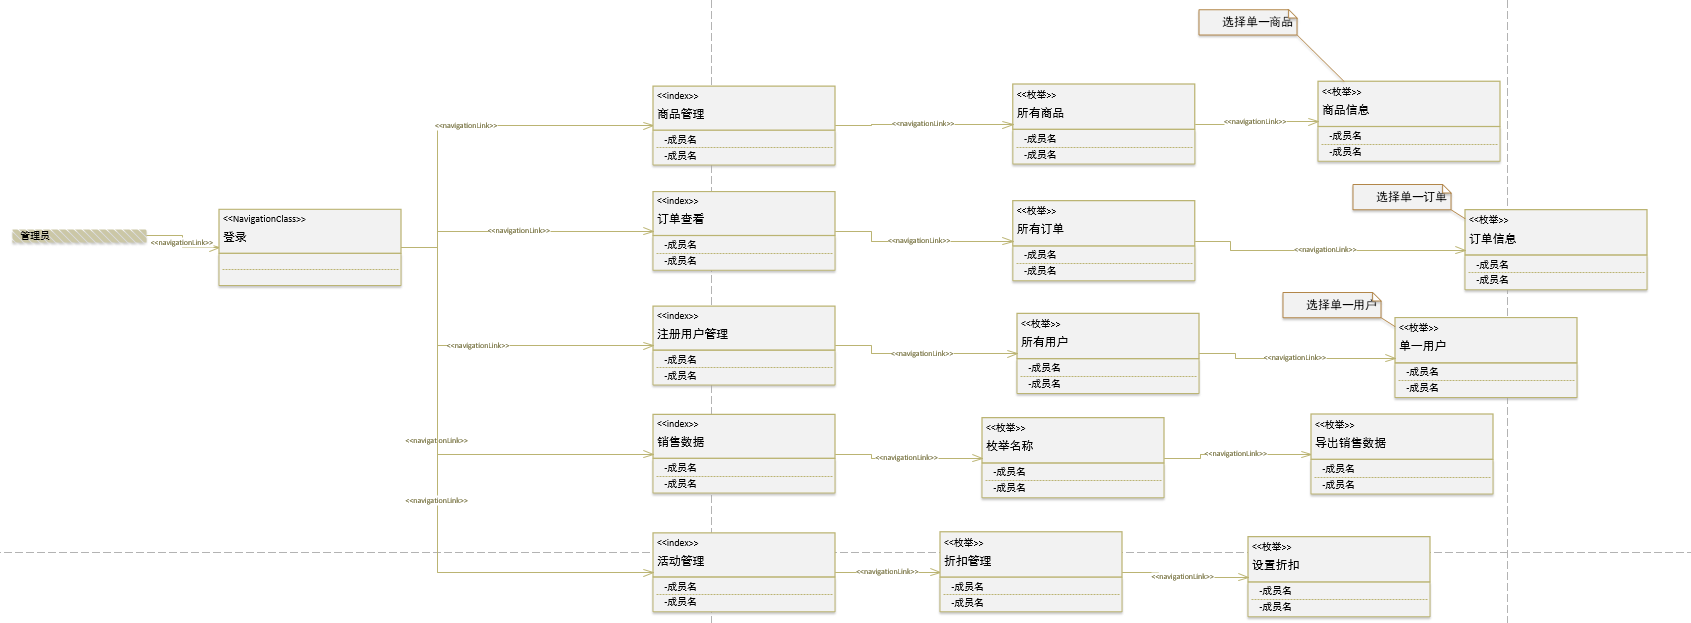 选择单一商品
<<index>>
商品管理
-成员名
-成员名
<<navigationLink>>
<<navigationLink>>
<<枚举>>
所有商品
-成员名
-成员名
<<navigationLink>>
<<枚举>>
商品信息
-成员名
-成员名
管理员
<<navigationLink>>
<<NavigationClass>>
登录
<<navigationLink>>
<<index>>
订单查看
-成员名
-成员名
<<navigationLink>>
<<枚举>>
所有订单
-成员名
-成员名
<<navigationLink>>
选择单一订单
<<枚举>>
订单信息
-成员名
-成员名
<<navigationLink>>
<<index>>
注册用户管理
-成员名
-成员名
<<navigationLink>>
<<枚举>>
所有用户
-成员名
-成员名
<<navigationLink>>
选择单一用户
<<枚举>>
单一用户
-成员名
-成员名
<<navigationLink>>
<<index>>
销售数据
-成员名
-成员名
<<navigationLink>>
<<枚举>>
枚举名称
-成员名
-成员名
<<navigationLink>>
<<枚举>>
导出销售数据
-成员名
-成员名
<<navigationLink>>
<<index>>
活动管理
-成员名
-成员名
<<navigationLink>>
<<枚举>>
折扣管理
-成员名
-成员名
<<navigationLink>>
<<枚举>>
设置折扣
-成员名
-成员名